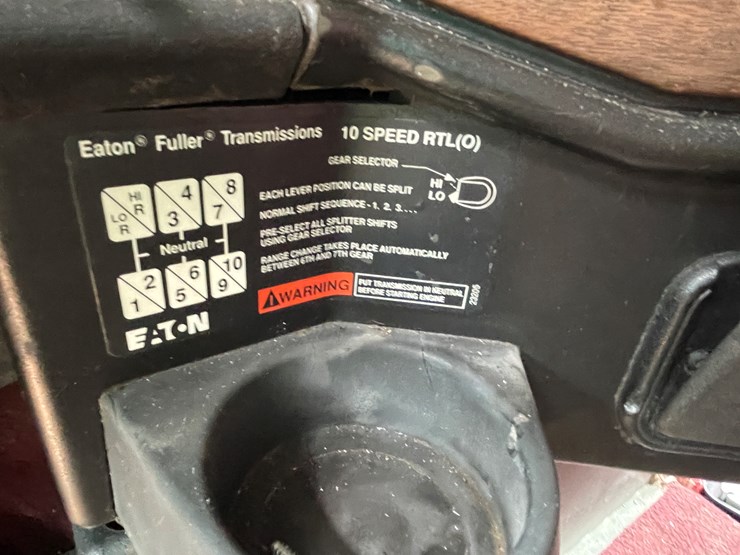 Eaton® Fuller® Transmissions 10 SPEED RTL(O)
GEAR SELECTOR
HI
LO
HI R
LO R
4
3
8
7
Neutral
2
1
6
5
10
9
EACH LEVER POSITION CAN BE SPLIT
NORMAL SHIFT SEQUENCE - 1. 2. 3. . . .
PRE-SELECT ALL SPLITTER SHIFTS
USING GEAR SELECTOR
RANGE CHANGE TAKES PLACE AUTOMATICALLY
BETWEEN 6TH AND 7TH GEAR
WARNING
PUT TRANSMISSION IN NEUTRAL
BEFORE STARTING ENGINE
23205
EATON